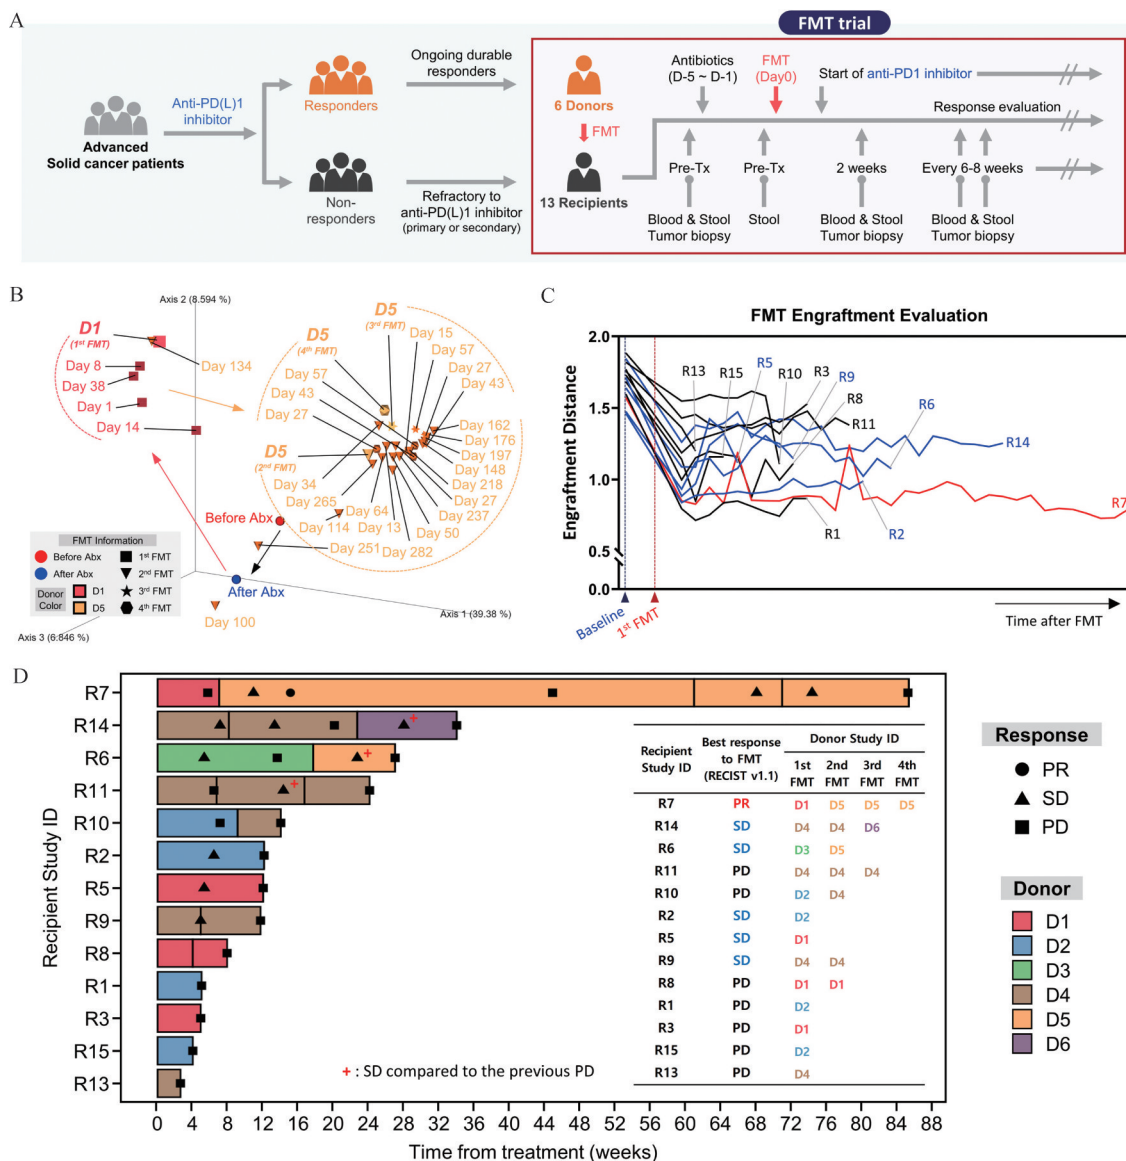 A
FMT trial
Advanced
Solid cancer patients
Anti-PD(L)1
inhibitor
Responders
Non-
responders
Ongoing durable
responders
Refractory to
anti-PD(L)1 inhibitor
(primary or secondary)
6 Donors
FMT
13 Recipients
Antibiotics
(D-5 ~ D-1)
FMT
(Day0)
Start of anti-PD1 inhibitor
Response evaluation
Pre-Tx
Pre-Tx
2 weeks
Every 6-8 weeks
Blood & Stool
Tumor biopsy
Stool
Blood & Stool
Tumor biopsy
Blood & Stool
Tumor biopsy
B
Axis 2 (8.594 %)
D1
(1st FMT)
Day 134
Day 8
Day 38
Day 1
Day 14
D5
(3rd FMT)
D5
(4th FMT)
Day 15
Day 57
Day 27
Day 43
Day 57
Day 43
Day 27
D5
(2nd FMT)
Day 34
Day 265
Day 64
Day 114
Day 13
Day 251
Day 282
Day 50
Day 237
Day 27
Day 218
Day 148
Day 197
Day 176
Day 162
Before Abx
After Abx
Day 100
Axis 1 (39.38 %)
Axis 3 (6.846 %)
FMT Information
Before Abx
1st FMT
After Abx
2nd FMT
Donor
Color
D1
3rd FMT
D5
4th FMT
C
FMT Engraftment Evaluation
Engraftment Distance
2.0
1.5
1.0
0.5
0.0
R13
R15
R5
R10
R3
R9
R8
R11
R6
R14
R7
R2
R1
Baseline
1st FMT
Time after FMT
D
Recipient Study ID
R7
R14
R6
R11
R10
R2
R5
R9
R8
R1
R3
R15
R13
+ : SD compared to the previous PD
0 4 8 12 16 20 24 28 32 36 40 44 48 52 56 60 64 68 72 76 80 84 88
Time from treatment (weeks)
Recipient
Study ID
Best response
to FMT
(RECIST v1.1)
Donor Study ID
1st
FMT
2nd
FMT
3rd
FMT
4th
FMT
R7 PR D1 D5 D5 D5
R14 SD D4 D4 D6
R6 SD D3 D5
R11 PD D4 D4 D4
R10 PD D2 D4
R2 SD D2
R5 SD D1
R9 SD D4 D4
R8 PD D1 D1
R1 PD D2
R3 PD D1
R15 PD D2
R13 PD D4
Response
PR
SD
PD
Donor
D1
D2
D3
D4
D5
D6